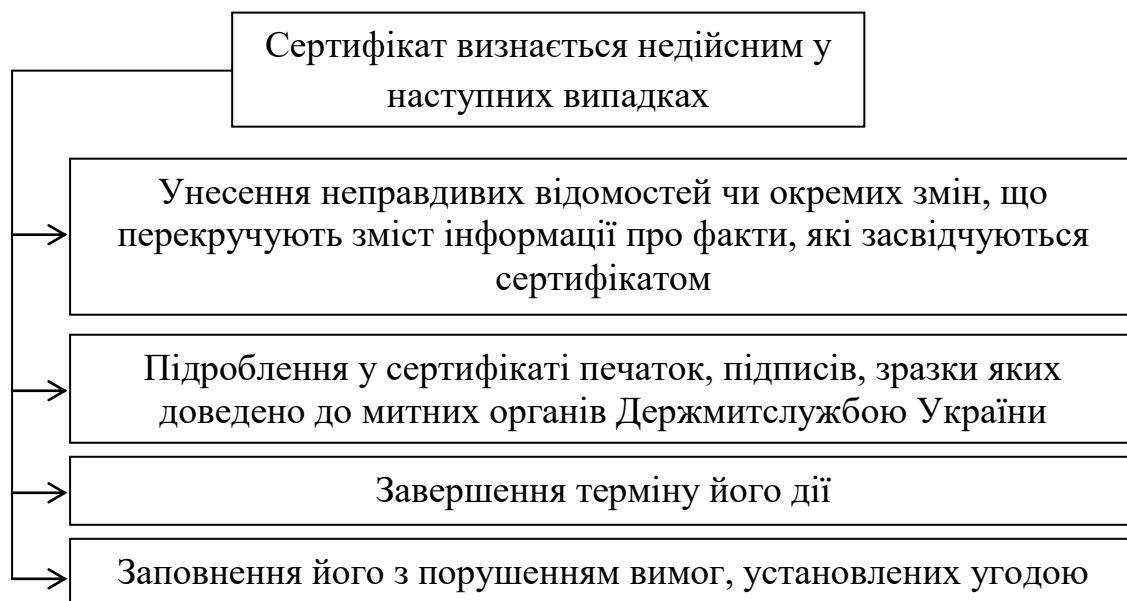 Сертифікат визнається недійсним у
наступних випадках
Унесення неправдивих відомостей чи окремих змін, що
перекручують зміст інформації про факти, які засвідчуються
сертифікатом
Підроблення у сертифікаті печаток, підписів, зразки яких
доведено до митних органів Держмитслужбою України
Завершення терміну його дії
Заповнення його з порушенням вимог, установлених угодою